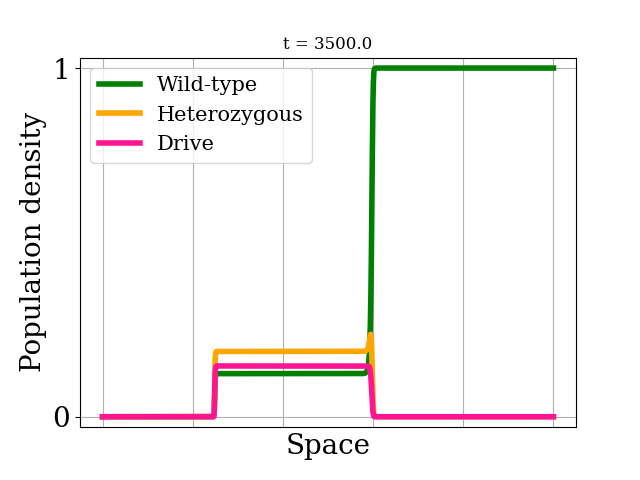 t = 3500.0
1
Wild-type
Heterozygous
Drive
Population density
0
Space